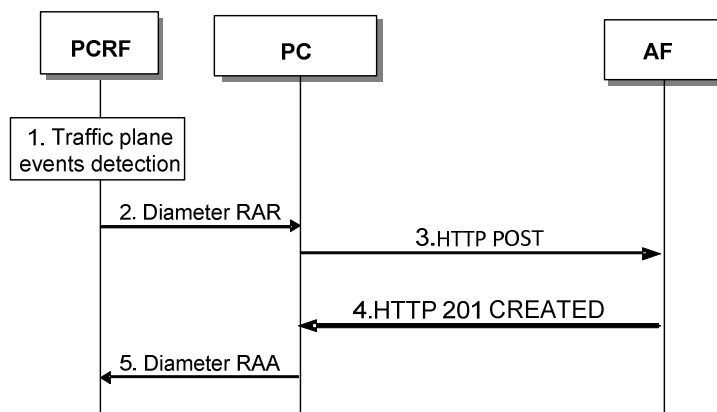 PCRF
PC
AF
1. Traffic plane
events detection
2. Diameter RAR
3.HTTP POST
4.HTTP 201 CREATED
5. Diameter RAA